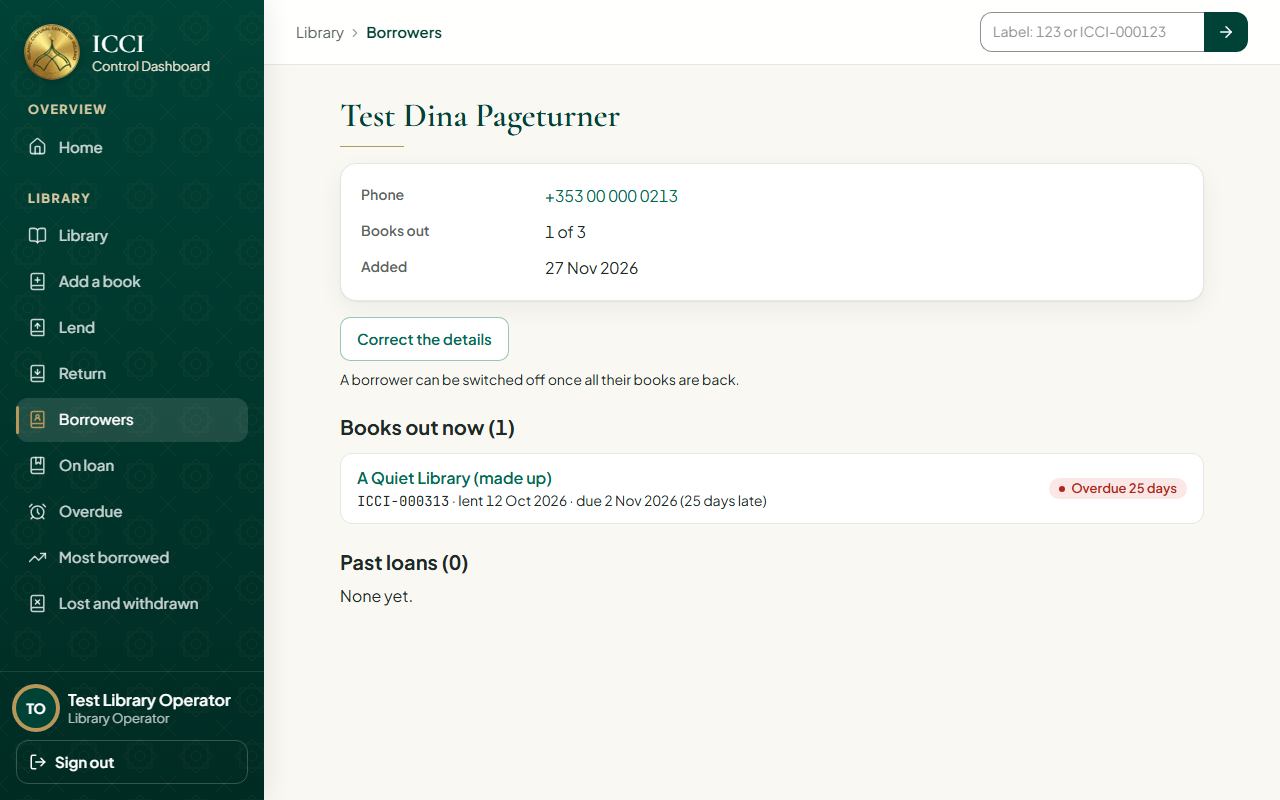 ICCI
Control Dashboard
OVERVIEW
Home
LIBRARY
Library
Add a book
Lend
Return
Borrowers
On loan
Overdue
Most borrowed
Lost and withdrawn
TO
Test Library Operator
Library Operator
Sign out
Library > Borrowers
Label: 123 or ICCI-000123
Test Dina Pageturner
Phone +353 00 000 0213
Books out 1 of 3
Added 27 Nov 2026
Correct the details
A borrower can be switched off once all their books are back.
Books out now (1)
A Quiet Library (made up)
ICCI-000313 · lent 12 Oct 2026 · due 2 Nov 2026 (25 days late)
Overdue 25 days
Past loans (0)
None yet.